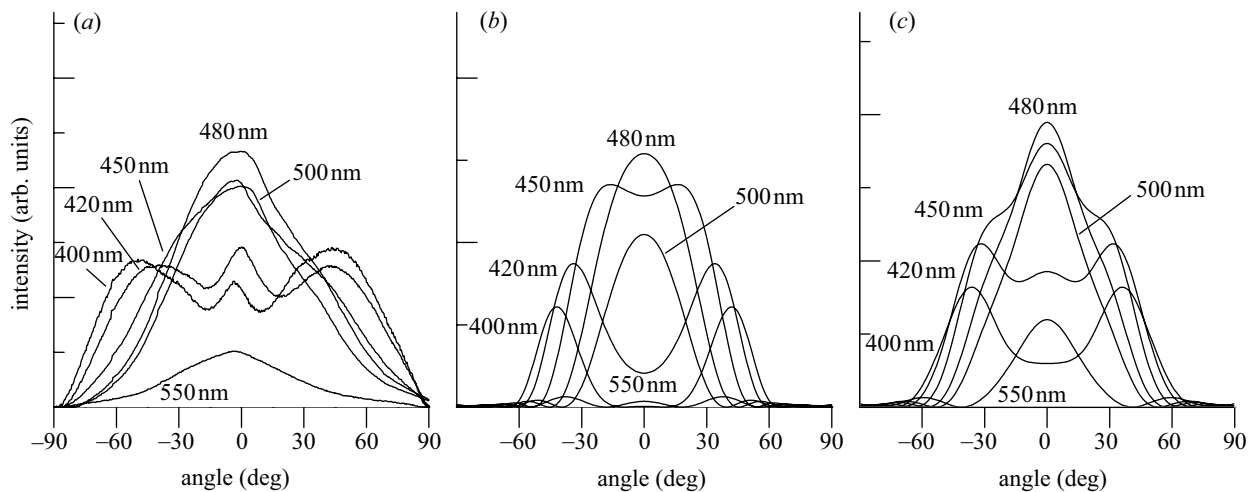 (a)
(b)
(c)
intensity (arb. units)
480 nm
450 nm
500 nm
420 nm
400 nm
550 nm
480 nm
450 nm
500 nm
420 nm
400 nm
550 nm
480 nm
500 nm
450 nm
420 nm
400 nm
550 nm
–90 –60 –30 0 30 60 90
–60 –30 0 30 60 90
–60 –30 0 30 60 90
angle (deg)
angle (deg)
angle (deg)